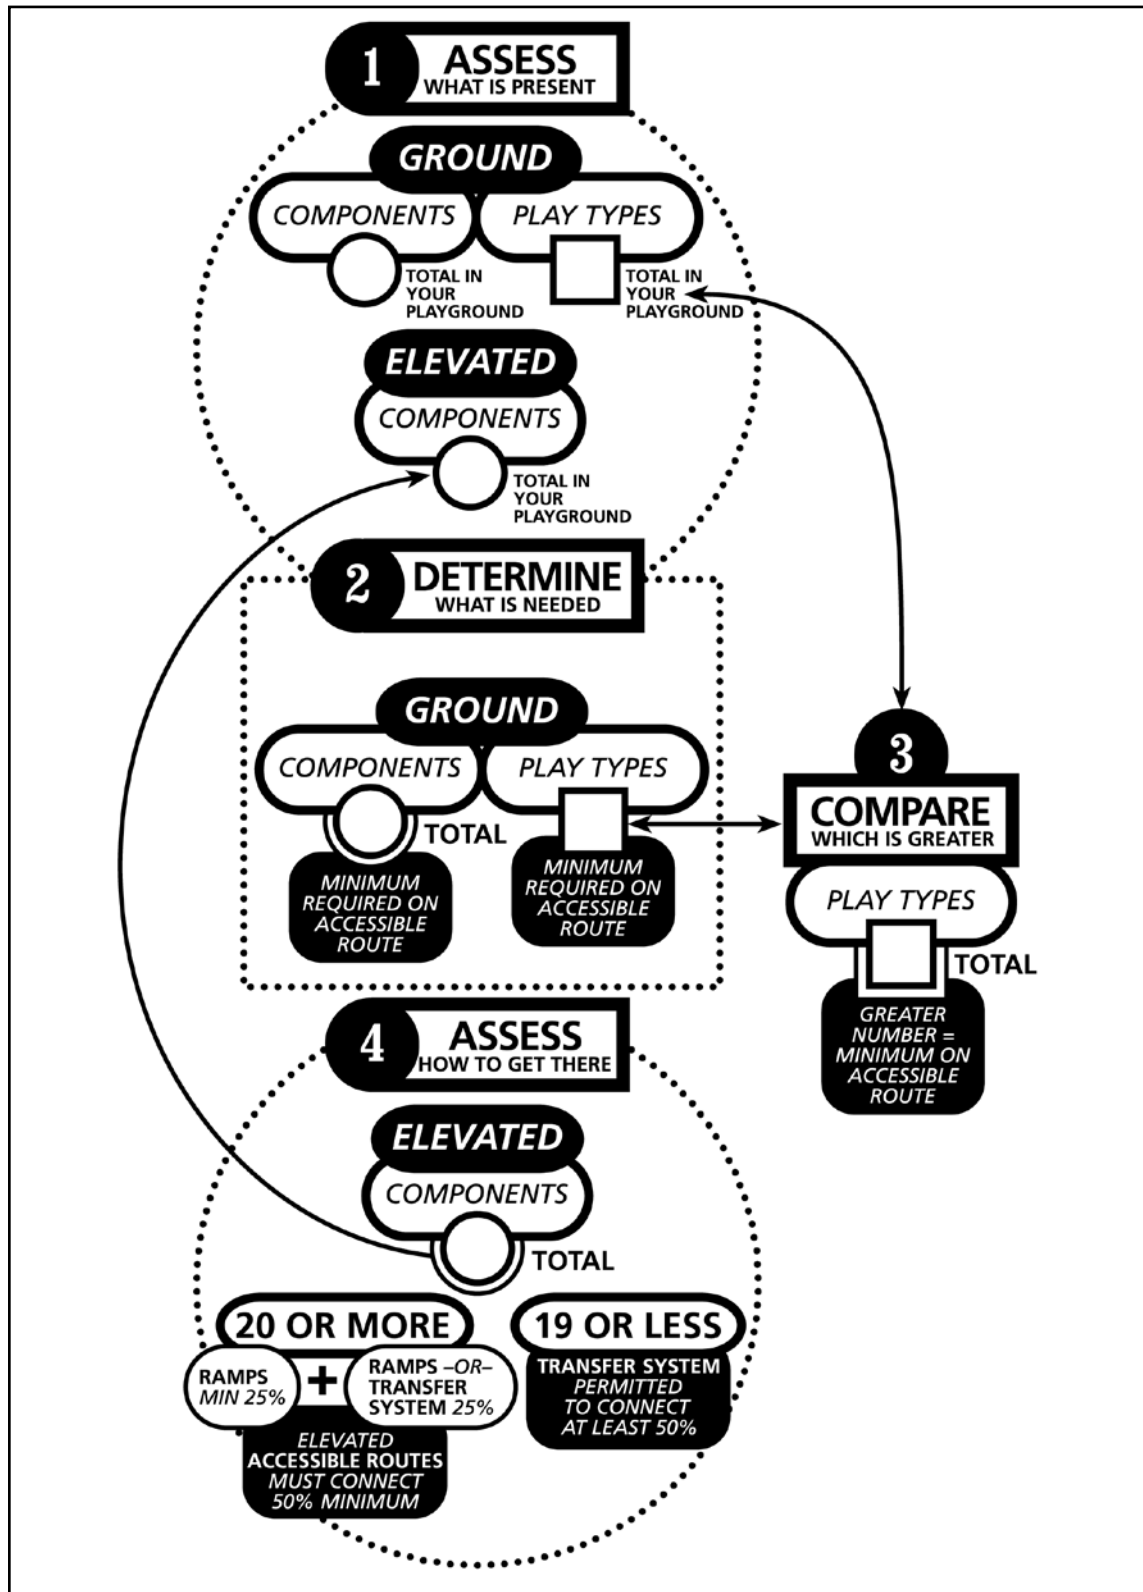 1
ASSESS
WHAT IS PRESENT
GROUND
COMPONENTS
PLAY TYPES
TOTAL IN
YOUR
PLAYGROUND
TOTAL IN
YOUR
PLAYGROUND
ELEVATED
COMPONENTS
TOTAL IN
YOUR
PLAYGROUND
2
DETERMINE
WHAT IS NEEDED
GROUND
COMPONENTS
PLAY TYPES
TOTAL
MINIMUM
REQUIRED ON
ACCESSIBLE
ROUTE
MINIMUM
REQUIRED ON
ACCESSIBLE
ROUTE
3
COMPARE
WHICH IS GREATER
PLAY TYPES
TOTAL
GREATER
NUMBER =
MINIMUM ON
ACCESSIBLE
ROUTE
4
ASSESS
HOW TO GET THERE
ELEVATED
COMPONENTS
TOTAL
20 OR MORE
RAMPS
MIN 25%
+
RAMPS –OR–
TRANSFER
SYSTEM 25%
ELEVATED
ACCESSIBLE ROUTES
MUST CONNECT
50% MINIMUM
19 OR LESS
TRANSFER SYSTEM
PERMITTED
TO CONNECT
AT LEAST 50%